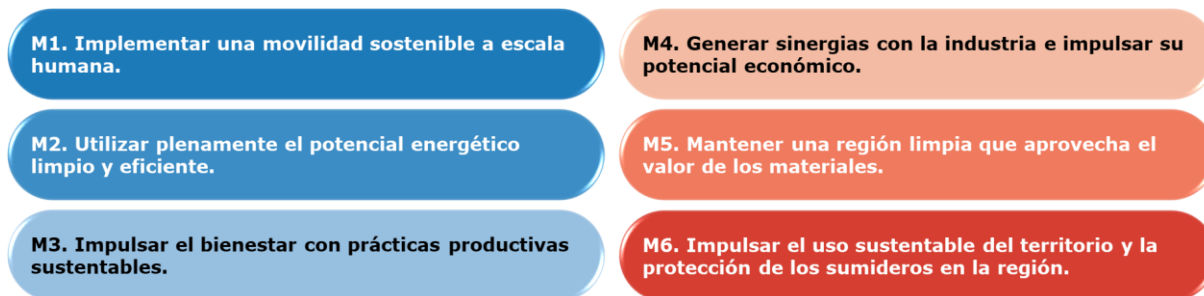 M1. Implementar una movilidad sostenible a escala
humana.
M2. Utilizar plenamente el potencial energético
limpio y eficiente.
M3. Impulsar el bienestar con prácticas productivas
sustentables.
M4. Generar sinergias con la industria e impulsar su
potencial económico.
M5. Mantener una región limpia que aprovecha el
valor de los materiales.
M6. Impulsar el uso sustentable del territorio y la
protección de los sumideros en la región.